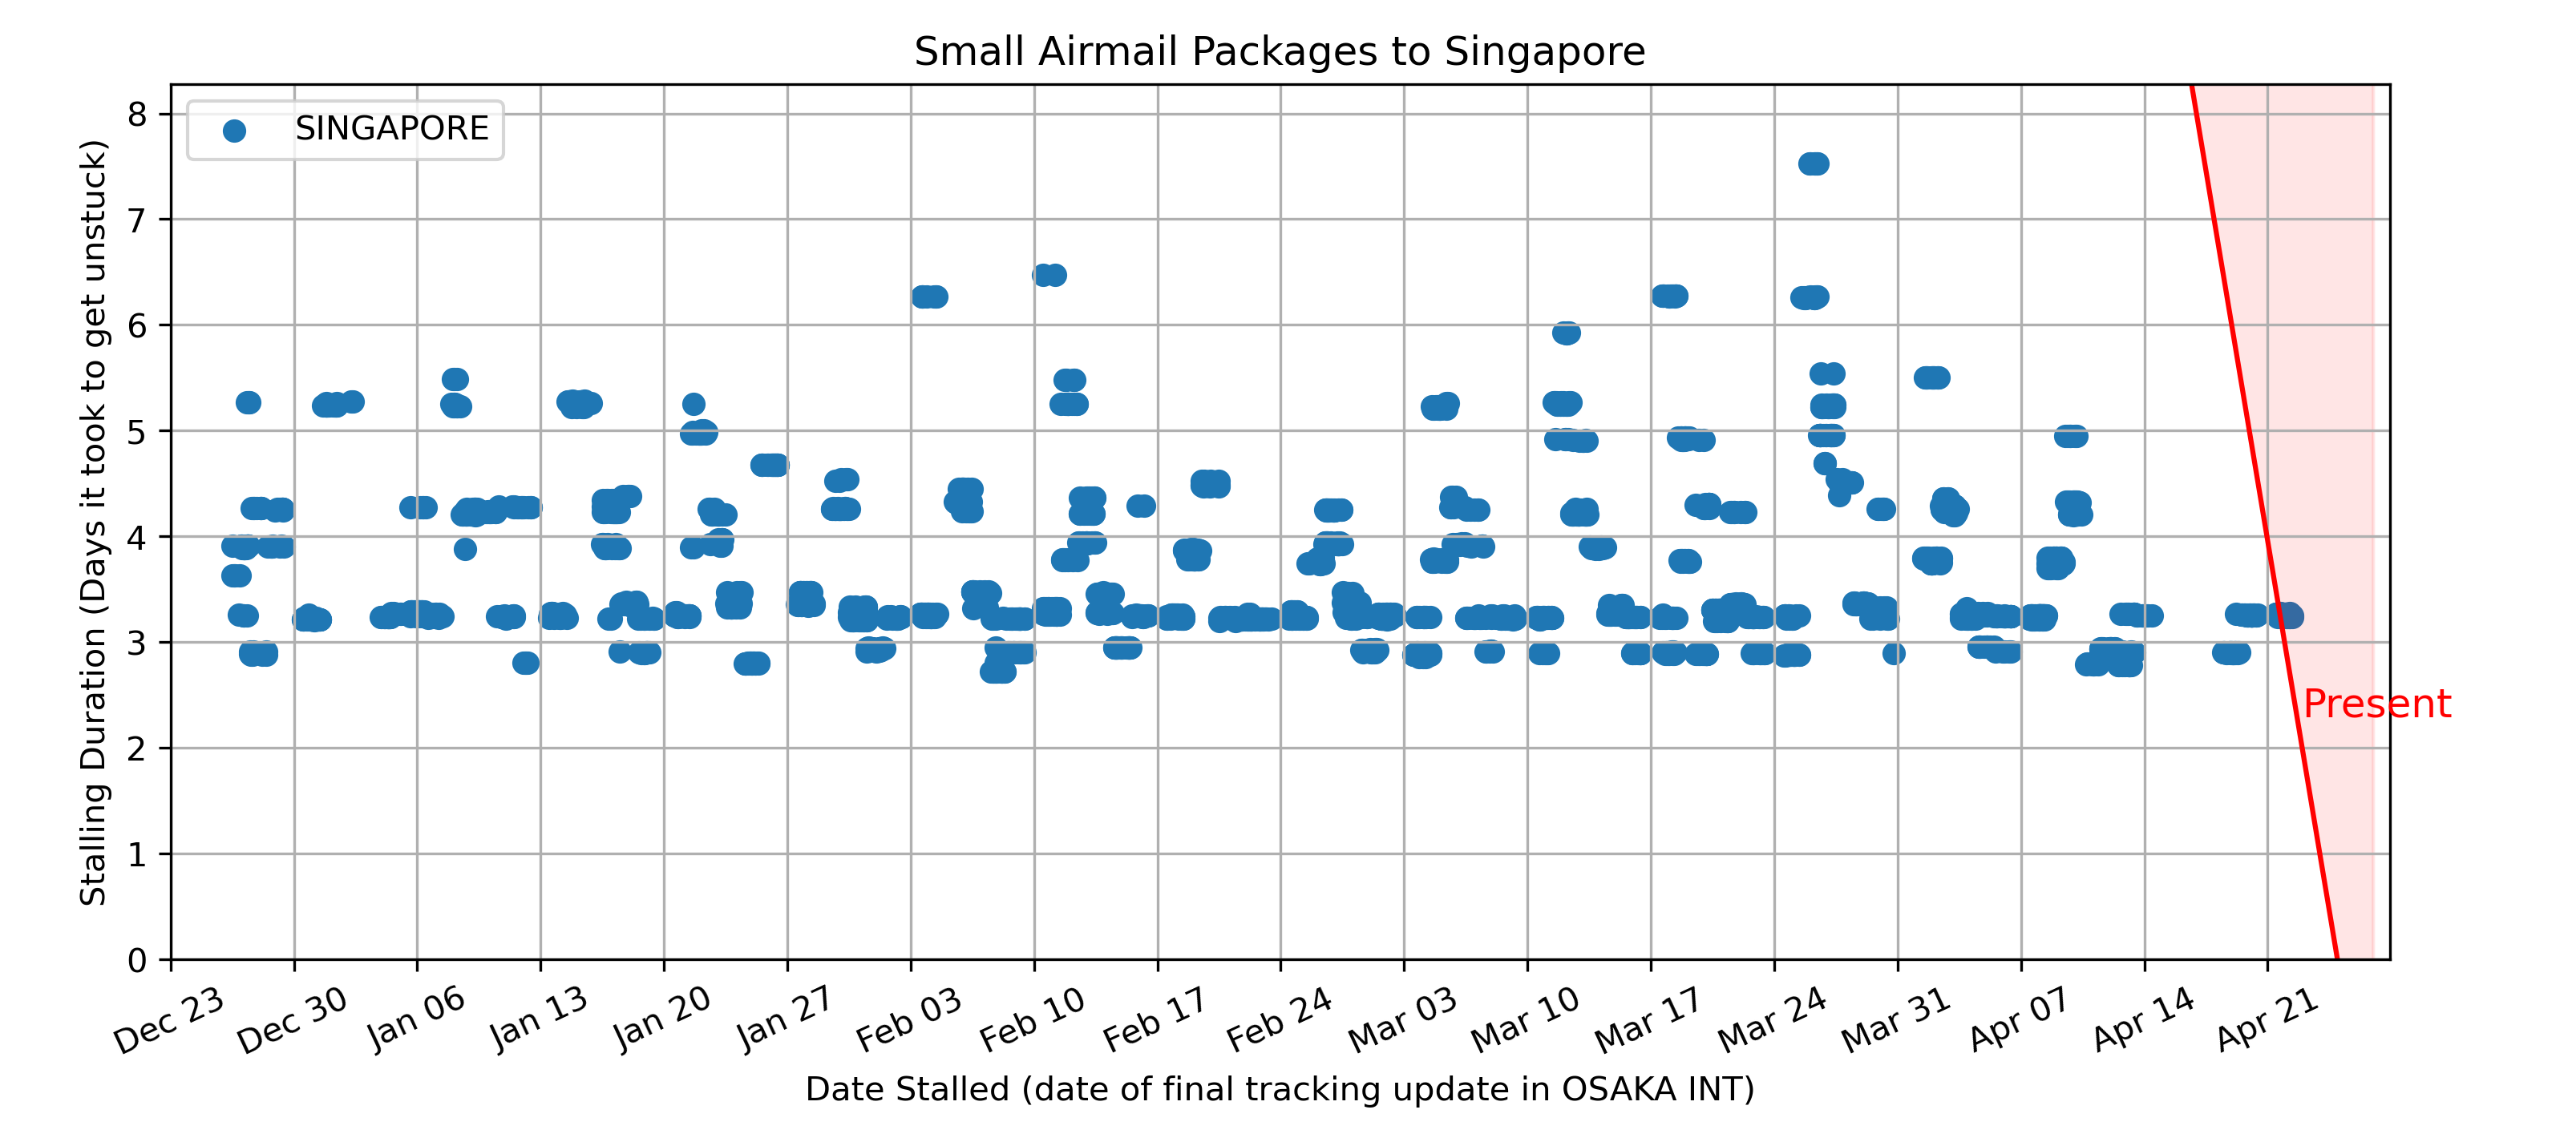 Small Airmail Packages to Singapore
SINGAPORE
Stalling Duration (Days it took to get unstuck)
8
7
6
5
4
3
2
1
0
Present
Dec 23
Dec 30
Jan 06
Jan 13
Jan 20
Jan 27
Feb 03
Feb 10
Feb 17
Feb 24
Mar 03
Mar 10
Mar 17
Mar 24
Mar 31
Apr 07
Apr 14
Apr 21
Date Stalled (date of final tracking update in OSAKA INT)